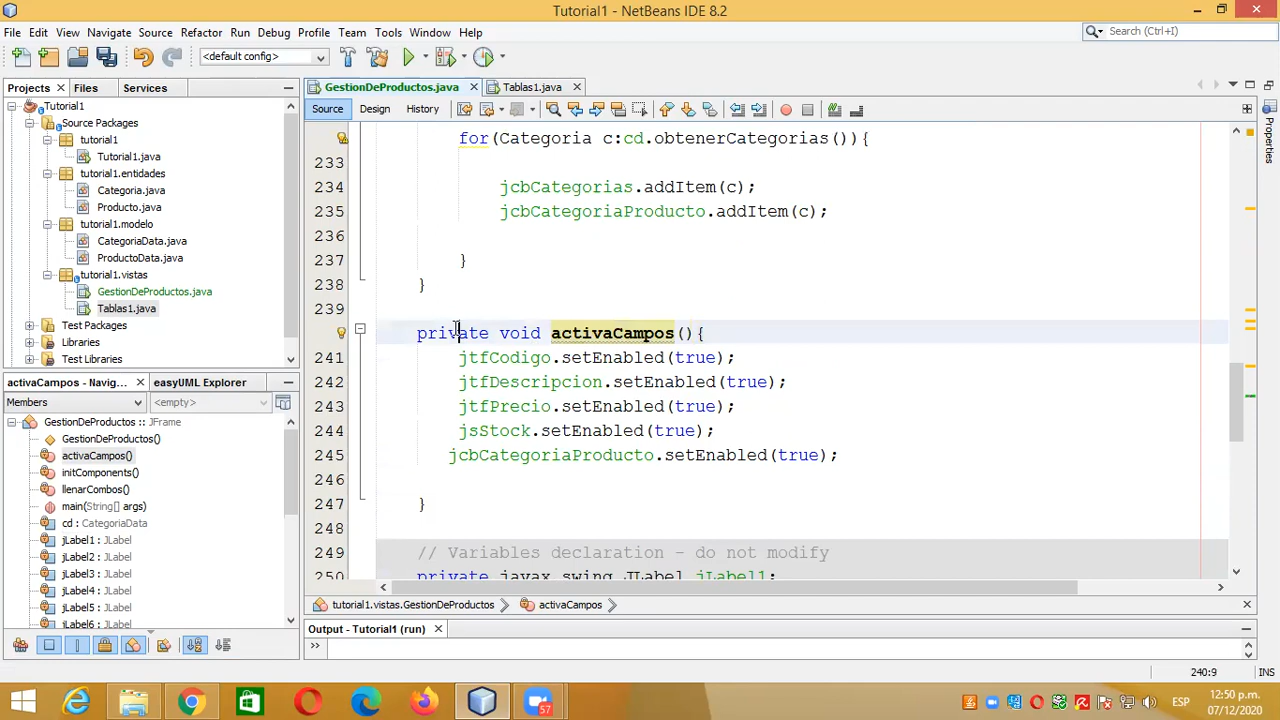 Tutorial1 - NetBeans IDE 8.2
File Edit View Navigate Source Refactor Run Debug Profile Team Tools Window Help
Search (Ctrl+I)
<default config>
Projects Files Services
GestionDeProductos.java Tablas1.java
Source Design History
Properties
Tutorial1
Source Packages
tutorial1
Tutorial1.java
tutorial1.entidades
Categoria.java
Producto.java
tutorial1.modelo
CategoriaData.java
ProductoData.java
tutorial1.vistas
GestionDeProductos.java
Tablas1.java
Test Packages
Libraries
Test Libraries
for(Categoria c:cd.obtenerCategorias()){
233
234 jcbCategorias.addItem(c);
235 jcbCategoriaProducto.addItem(c);
236
237 }
238 }
239
private void activaCampos(){
241 jtfCodigo.setEnabled(true);
242 jtfDescripcion.setEnabled(true);
243 jtfPrecio.setEnabled(true);
244 jsStock.setEnabled(true);
245 jcbCategoriaProducto.setEnabled(true);
246
247 }
248
249 // Variables declaration - do not modify
250 private javax.swing.JLabel jLabel1;
activaCampos - Navig... easyUML Explorer
Members <empty>
GestionDeProductos :: JFrame
GestionDeProductos()
activaCampos()
initComponents()
llenarCombos()
main(String[] args)
cd : CategoriaData
jLabel1 : JLabel
jLabel2 : JLabel
jLabel3 : JLabel
jLabel4 : JLabel
jLabel5 : JLabel
jLabel6 : JLabel
tutorial1.vistas.GestionDeProductos activaCampos
Output - Tutorial1 (run)
>>
240:9 INS
57
ESP
12:50 p.m.
07/12/2020